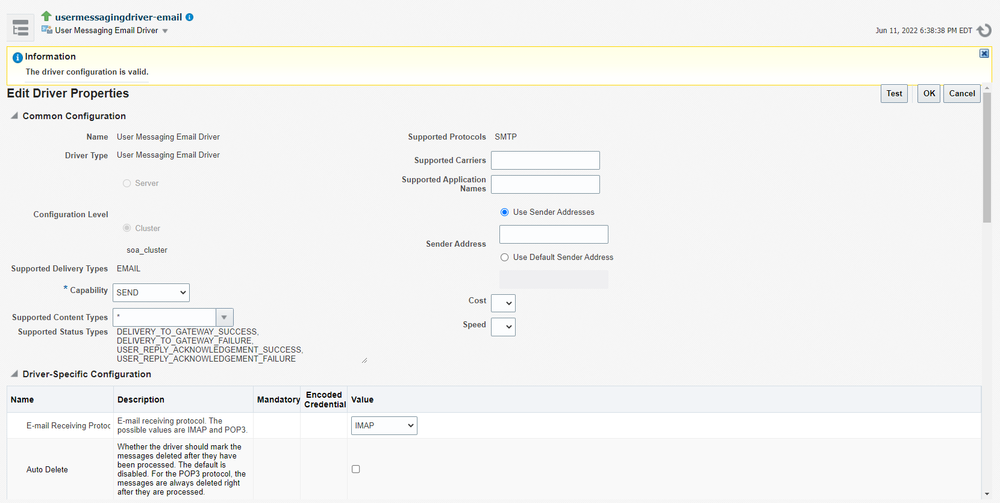 usermessagingdriver-email
User Messaging Email Driver
Jun 11, 2022 6:38:38 PM EDT
Information
The driver configuration is valid.
Edit Driver Properties
Test
OK
Cancel
Common Configuration
Name User Messaging Email Driver
Driver Type User Messaging Email Driver
Server
Configuration Level
Cluster
soa_cluster
Supported Delivery Types EMAIL
* Capability SEND
Supported Content Types *
Supported Status Types DELIVERY_TO_GATEWAY_SUCCESS,
DELIVERY_TO_GATEWAY_FAILURE,
USER_REPLY_ACKNOWLEDGEMENT_SUCCESS,
USER_REPLY_ACKNOWLEDGEMENT_FAILURE
Supported Protocols SMTP
Supported Carriers
Supported Application
Names
Use Sender Addresses
Sender Address
Use Default Sender Address
Cost
Speed
Driver-Specific Configuration
Name Description Mandatory Encoded Credential Value
E-mail Receiving Protoc
E-mail receiving protocol. The
possible values are IMAP and POP3.
IMAP
Auto Delete
Whether the driver should mark the
messages deleted after they have
been processed. The default is
disabled. For the POP3 protocol, the
messages are always deleted right
after they are processed.